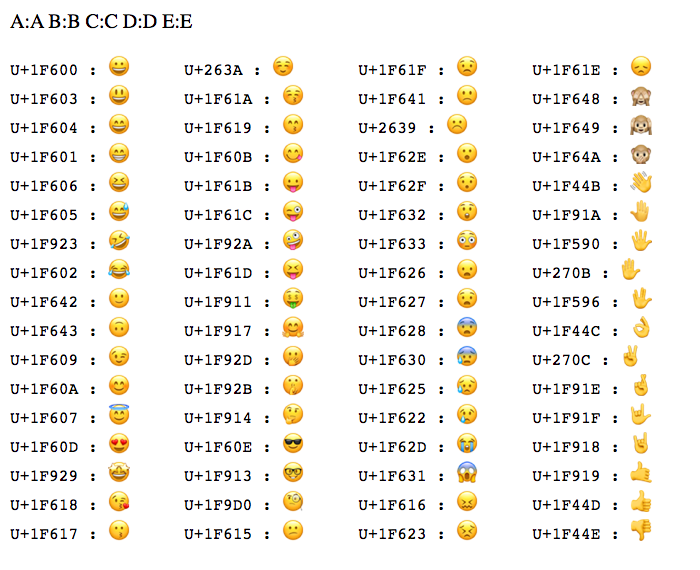 A:A B:B C:C D:D E:E
U+1F600 : 😀 U+263A : ☺️ U+1F61F : 😟 U+1F61E : 😞
U+1F603 : 😃 U+1F61A : 😚 U+1F641 : 🙁 U+1F648 : 🙈
U+1F604 : 😄 U+1F619 : 😙 U+2639 : ☹️ U+1F649 : 🙉
U+1F601 : 😁 U+1F60B : 😋 U+1F62E : 😮 U+1F64A : 🙊
U+1F606 : 😆 U+1F61B : 😛 U+1F62F : 😯 U+1F44B : 👋
U+1F605 : 😅 U+1F61C : 😜 U+1F632 : 😲 U+1F91A : 🤚
U+1F923 : 🤣 U+1F92A : 🤪 U+1F633 : 😳 U+1F590 : 🖐
U+1F602 : 😂 U+1F61D : 😝 U+1F626 : 😦 U+270B : ✋
U+1F642 : 🙂 U+1F911 : 🤑 U+1F627 : 😧 U+1F596 : 🖖
U+1F643 : 🙃 U+1F917 : 🤗 U+1F628 : 😨 U+1F44C : 👌
U+1F609 : 😉 U+1F92D : 🤭 U+1F630 : 😰 U+270C : ✌️
U+1F60A : 😊 U+1F92B : 🤫 U+1F625 : 😥 U+1F91E : 🤞
U+1F607 : 😇 U+1F914 : 🤔 U+1F622 : 😢 U+1F91F : 🤟
U+1F60D : 😍 U+1F60E : 😎 U+1F62D : 😭 U+1F918 : 🤘
U+1F929 : 🤩 U+1F913 : 🤓 U+1F631 : 😱 U+1F919 : 🤙
U+1F618 : 😘 U+1F9D0 : 🧐 U+1F616 : 😖 U+1F44D : 👍
U+1F617 : 😗 U+1F615 : 😕 U+1F623 : 😣 U+1F44E : 👎